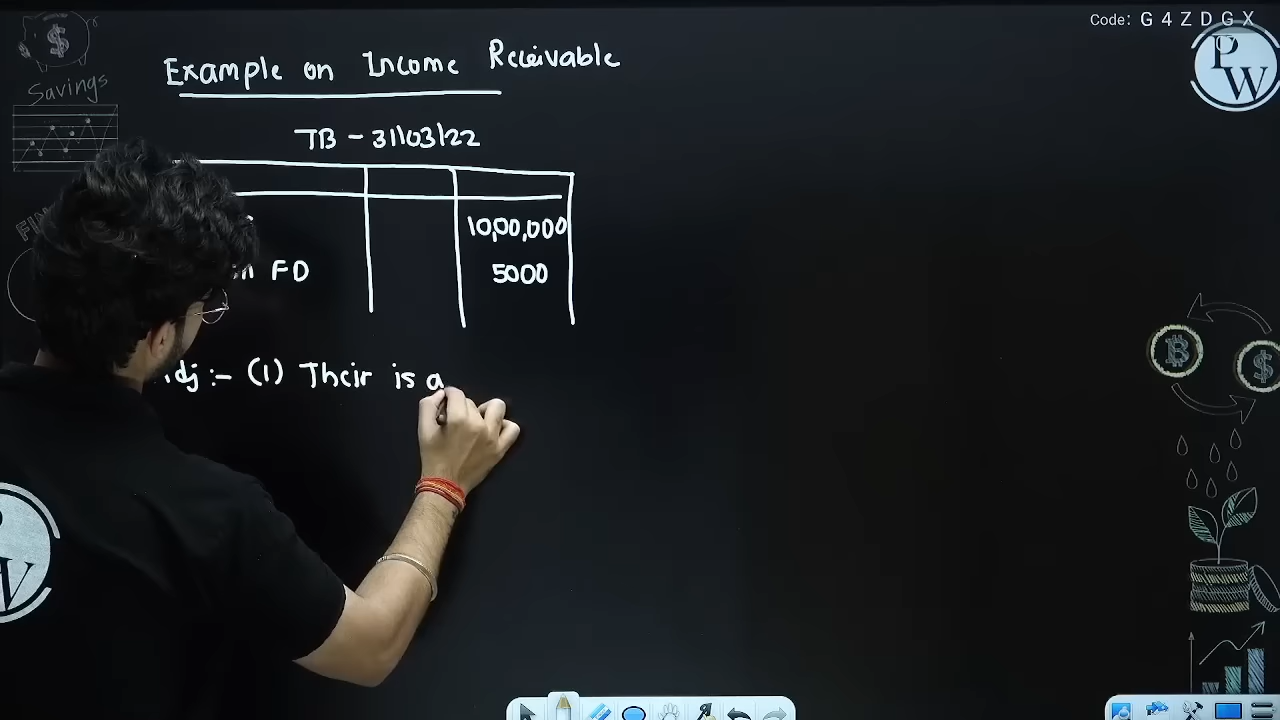 Code: G 4 Z D G X
P
W
Savings
Example on Income Receivable
TB - 31/03/22
10,00,000
FD 5000
Adj :- (1) Their is a